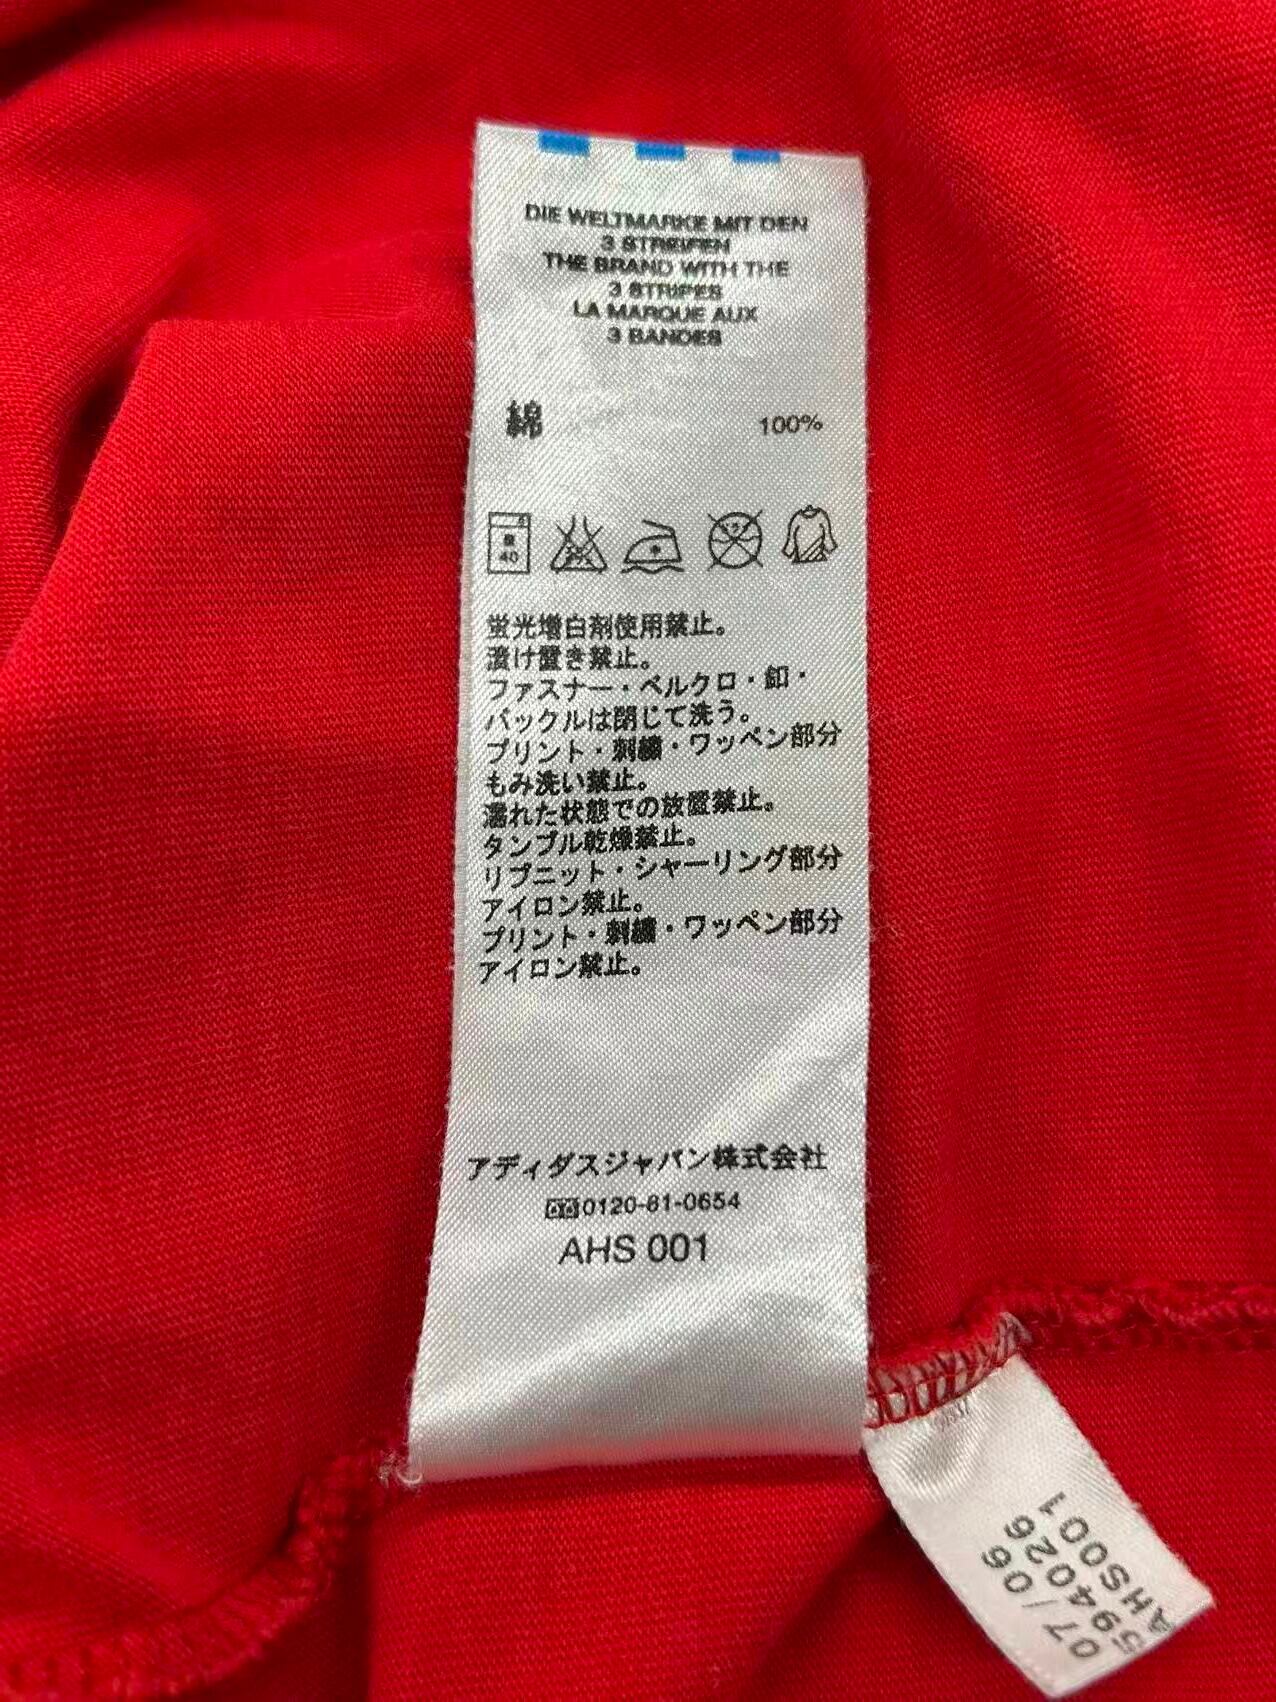 DIE WELTMARKE MIT DEN
3 STREIFEN
THE BRAND WITH THE
3 STRIPES
LA MARQUE AUX
3 BANDES
綿 100%
40
蛍光増白剤使用禁止。
漬け置き禁止。
ファスナー・ベルクロ・釦・
バックルは閉じて洗う。
プリント・刺繍・ワッペン部分
もみ洗い禁止。
濡れた状態での放置禁止。
タンブル乾燥禁止。
リブニット・シャーリング部分
アイロン禁止。
プリント・刺繍・ワッペン部分
アイロン禁止。
アディダスジャパン株式会社
0120-81-0654
AHS 001
07/06
594026
AHS001